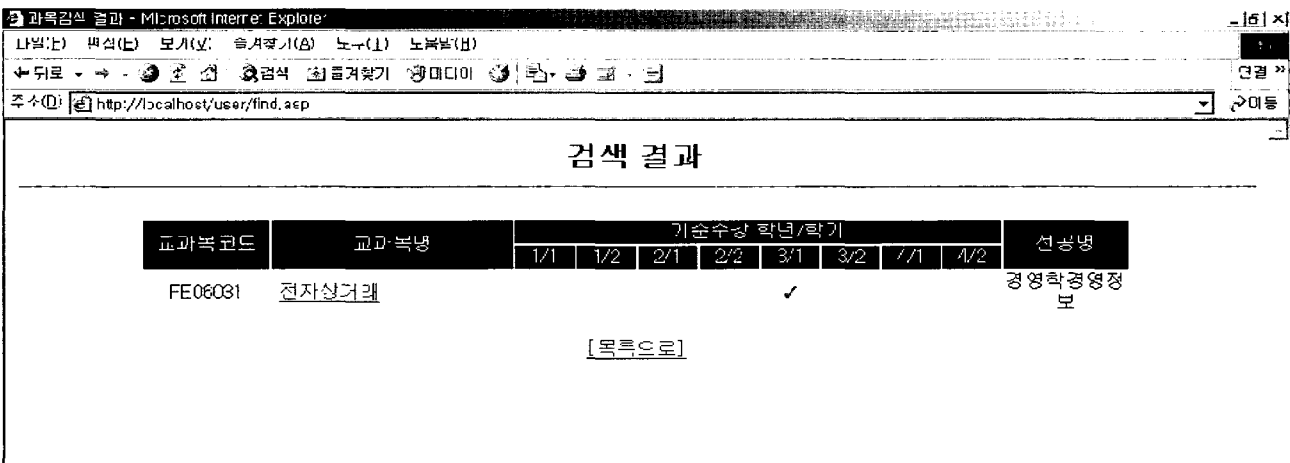 과목검색 결과 - Microsoft Internet Explorer
파일(F) 편집(E) 보기(V) 즐겨찾기(A) 도구(T) 도움말(H)
뒤로 검색 즐겨찾기 미디어 연결 »
주소(D) http://localhost/user/find.asp 이동
검색 결과
교과목코드 교과목명 기준수강 학년/학기 전공명
1/1 1/2 2/1 2/2 3/1 3/2 4/1 4/2
FE06031 전자상거래 ✓ 경영학경영정
보
[목록으로]